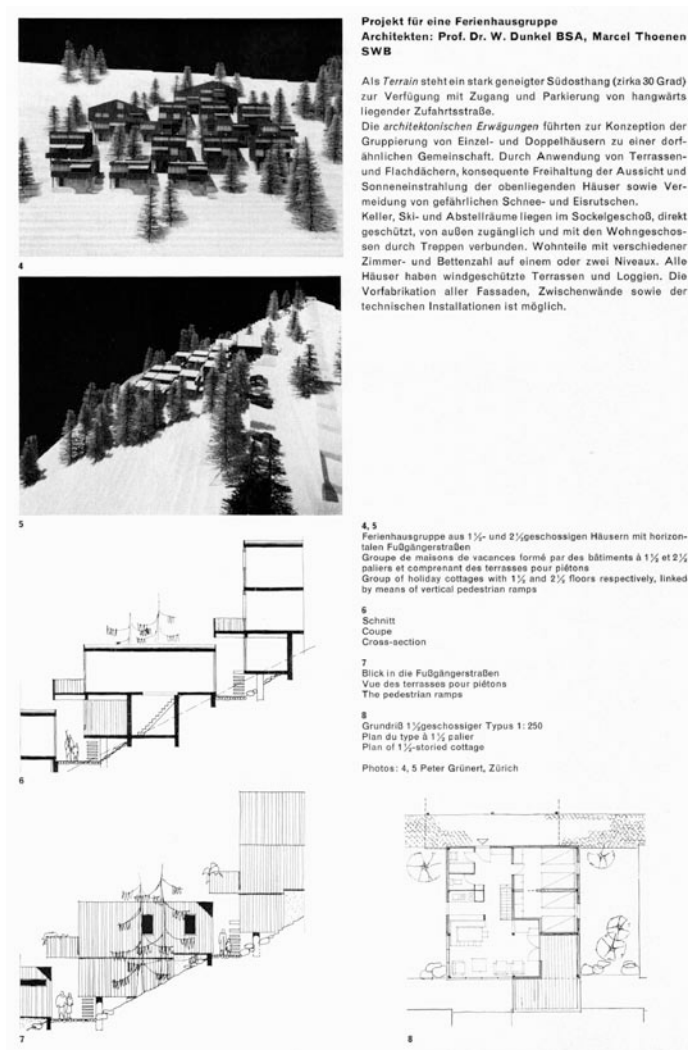 Projekt für eine Ferienhausgruppe
Architekten: Prof. Dr. W. Dunkel BSA, Marcel Thoenen
SWB
Als Terrain steht ein stark geneigter Südosthang (zirka 30 Grad)
zur Verfügung mit Zugang und Parkierung von hangwärts
liegender Zufahrtsstraße.
Die architektonischen Erwägungen führten zur Konzeption der
Gruppierung von Einzel- und Doppelhäusern zu einer dorf-
ähnlichen Gemeinschaft. Durch Anwendung von Terrassen-
und Flachdächern, konsequente Freihaltung der Aussicht und
Sonneneinstrahlung der obenliegenden Häuser sowie Ver-
meidung von gefährlichen Schnee- und Eisrutschen.
Keller, Ski- und Abstellräume liegen im Sockelgeschoß, direkt
geschützt, von außen zugänglich und mit den Wohngeschos-
sen durch Treppen verbunden. Wohnteile mit verschiedener
Zimmer- und Bettenzahl auf einem oder zwei Niveaux. Alle
Häuser haben windgeschützte Terrassen und Loggien. Die
Vorfabrikation aller Fassaden, Zwischenwände sowie der
technischen Installationen ist möglich.
4
5
4, 5
Ferienhausgruppe aus 1½- und 2½geschossigen Häusern mit horizon-
talen Fußgängerstraßen
Groupe de maisons de vacances formé par des bâtiments à 1½ et 2½
paliers et comprenant des terrasses pour piétons
Group of holiday cottages with 1½ and 2½ floors respectively, linked
by means of vertical pedestrian ramps
6
Schnitt
Coupe
Cross-section
7
Blick in die Fußgängerstraßen
Vue des terrasses pour piétons
The pedestrian ramps
8
Grundriß 1½geschossiger Typus 1:250
Plan du type à 1½ palier
Plan of 1½-storied cottage
Photos: 4, 5 Peter Grünert, Zürich
6
7
8